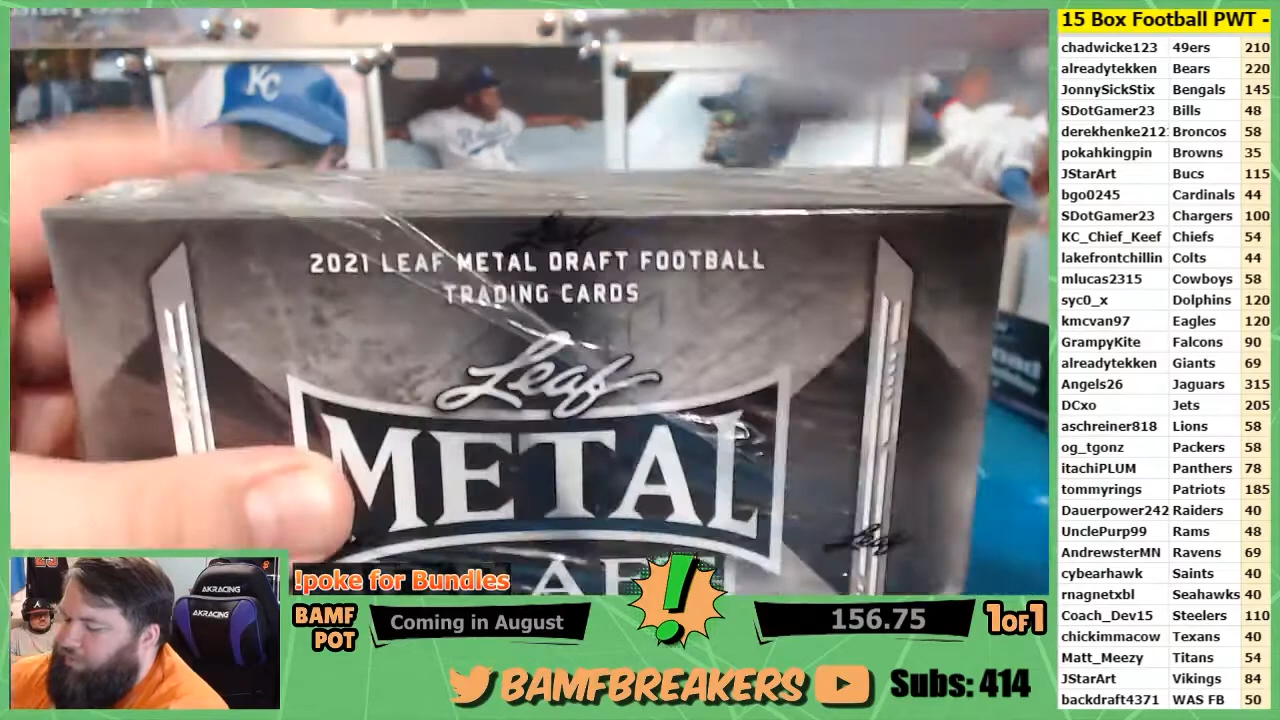 KC
2021 LEAF METAL DRAFT FOOTBALL
TRADING CARDS
Leaf
METAL
Leaf
AKRACING
AKRACING
!poke for Bundles
BAMF
POT
Coming in August
!
156.75
1OF1
BAMFBREAKERS
Subs: 414
15 Box Football PWT -
chadwicke123 49ers 210
alreadytekken Bears 220
JonnySickStix Bengals 145
SDotGamer23 Bills 48
derekhenke212 Broncos 58
pokahkingpin Browns 35
JStarArt Bucs 115
bgo0245 Cardinals 44
SDotGamer23 Chargers 100
KC_Chief_Keef Chiefs 54
lakefrontchillin Colts 44
mlucas2315 Cowboys 58
syc0_x Dolphins 120
kmcvan97 Eagles 120
GrampyKite Falcons 90
alreadytekken Giants 69
Angels26 Jaguars 315
DCxo Jets 205
aschreiner818 Lions 58
og_tgonz Packers 58
itachiPLUM Panthers 78
tommyrings Patriots 185
Dauerpower242 Raiders 40
UnclePurp99 Rams 48
AndrewsterMN Ravens 69
cybearhawk Saints 40
rnagnetxbl Seahawks 40
Coach_Dev15 Steelers 110
chickimmacow Texans 40
Matt_Meezy Titans 54
JStarArt Vikings 84
backdraft4371 WAS FB 50